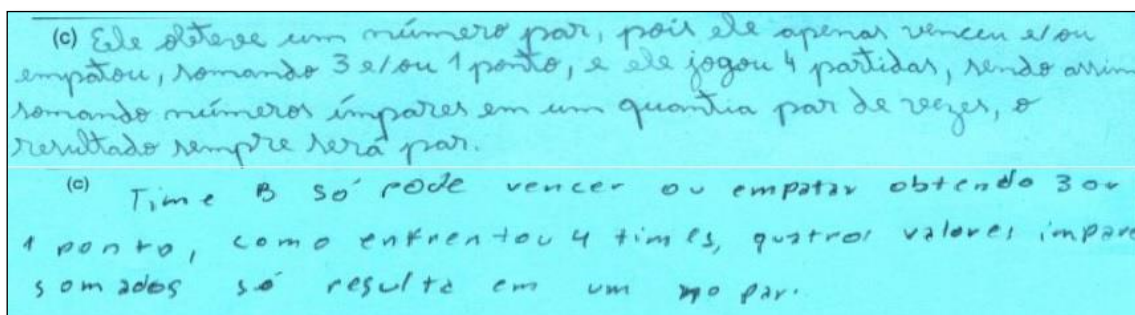 (c) Ele obteve um número par, pois ele apenas venceu e/ou
empatou, somando 3 e/ou 1 ponto, e ele jogou 4 partidas, sendo assim
somando números ímpares em um quantia par de vezes, o
resultado sempre será par.
(c) Time B só pode vencer ou empatar obtendo 3 ou
1 ponto, como enfrentou 4 times, quatros valores impare
somados só resulta em um no par.